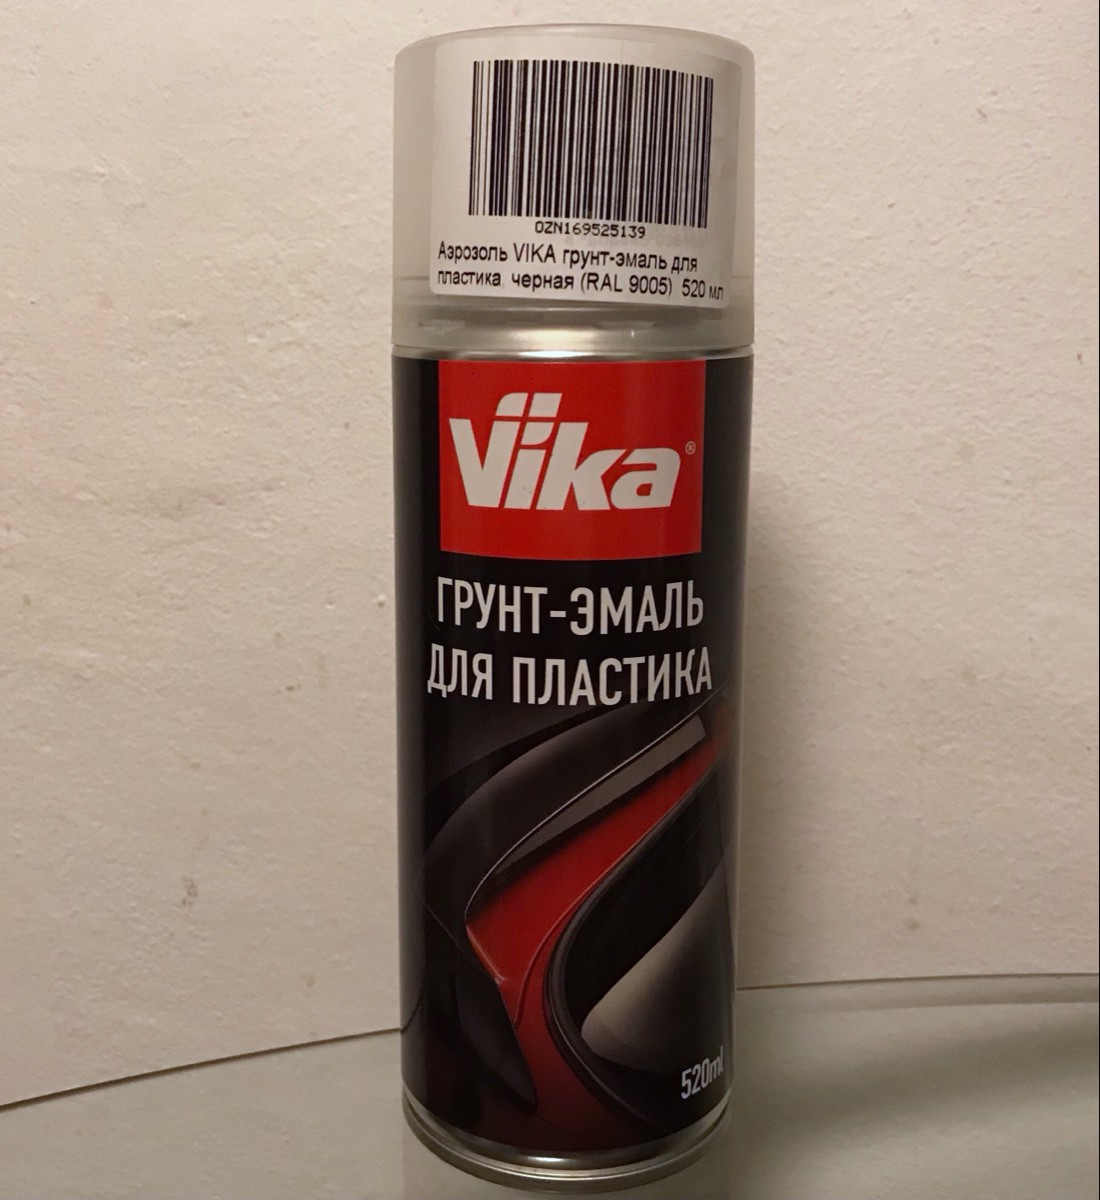 OZN169525139
Аэрозоль VIKA грунт-эмаль для
пластика черная (RAL 9005) 520 мл
Vika®
ГРУНТ-ЭМАЛЬ
ДЛЯ ПЛАСТИКА
520ml